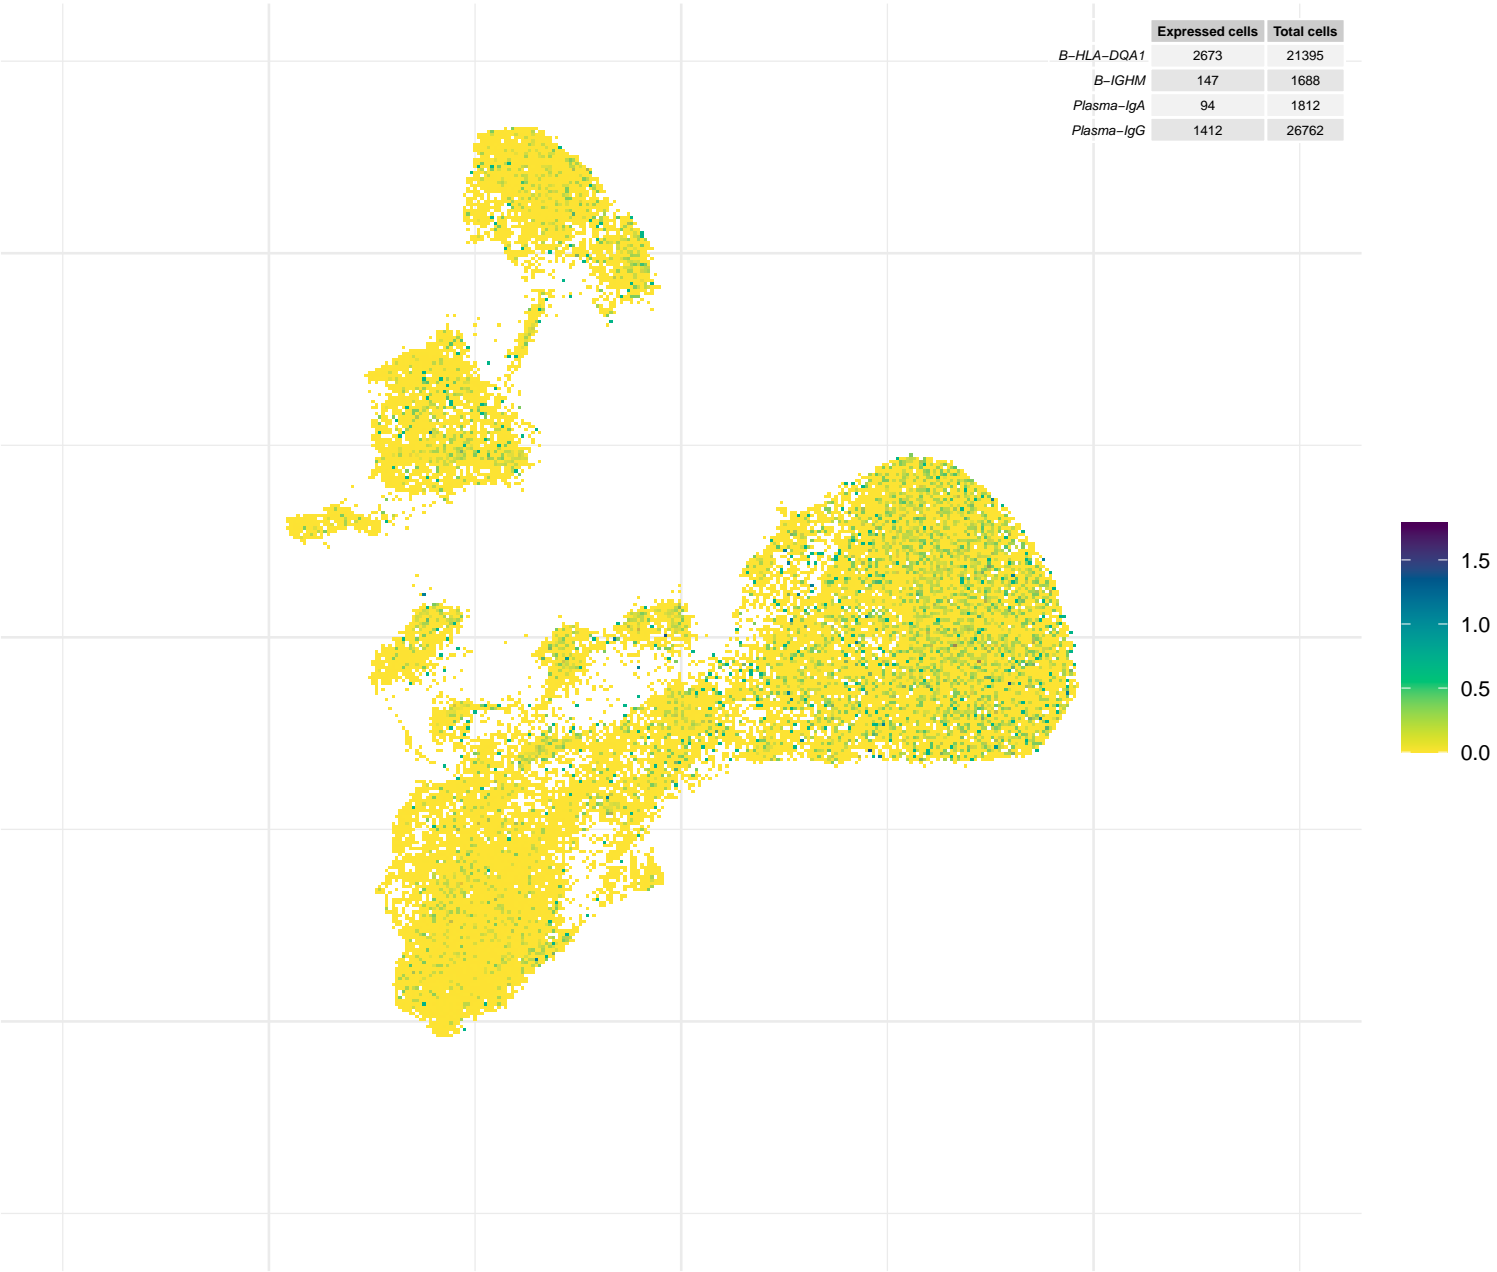 Expressed cells Total cells
B−HLA−DQA1 2673 21395
B−IGHM 147 1688
Plasma−IgA 94 1812
Plasma−IgG 1412 26762
1.5
1.0
0.5
0.0